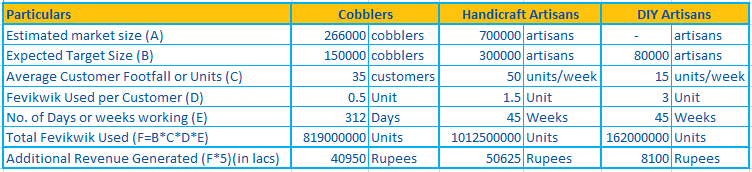 Particulars Cobblers Handicraft Artisans DIY Artisans
Estimated market size (A) 266000 cobblers 700000 artisans - artisans
Expected Target Size (B) 150000 cobblers 300000 artisans 80000 artisans
Average Customer Footfall or Units (C) 35 customers 50 units/week 15 units/week
Fevikwik Used per Customer (D) 0.5 Unit 1.5 Unit 3 Unit
No. of Days or weeks working (E) 312 Days 45 Weeks 45 Weeks
Total Fevikwik Used (F=B*C*D*E) 819000000 Units 1012500000 Units 162000000 Units
Additional Revenue Generated (F*5)(in lacs) 40950 Rupees 50625 Rupees 8100 Rupees